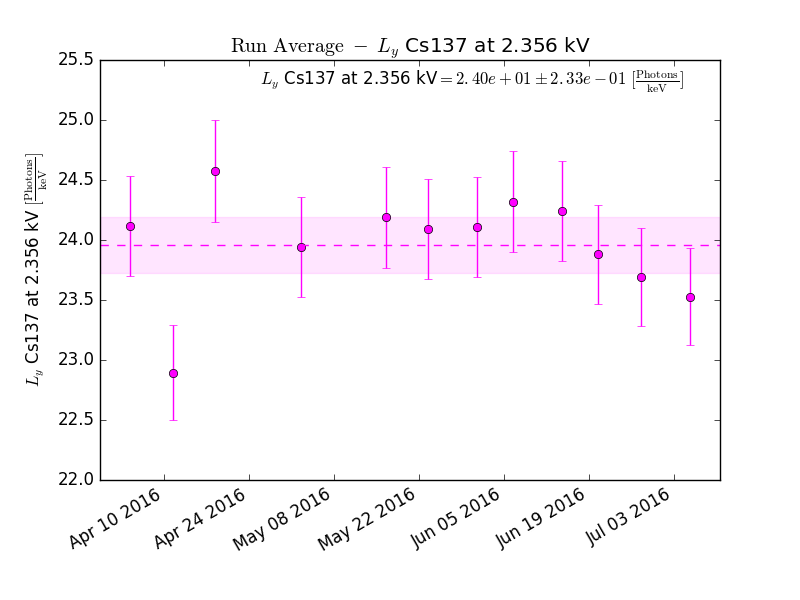 Run Average − L_y Cs137 at 2.356 kV
L_y Cs137 at 2.356 kV = 2.40e + 01 ± 2.33e − 01 [Photons/keV]
L_y Cs137 at 2.356 kV [Photons/keV]
25.5
25.0
24.5
24.0
23.5
23.0
22.5
22.0
Apr 10 2016
Apr 24 2016
May 08 2016
May 22 2016
Jun 05 2016
Jun 19 2016
Jul 03 2016